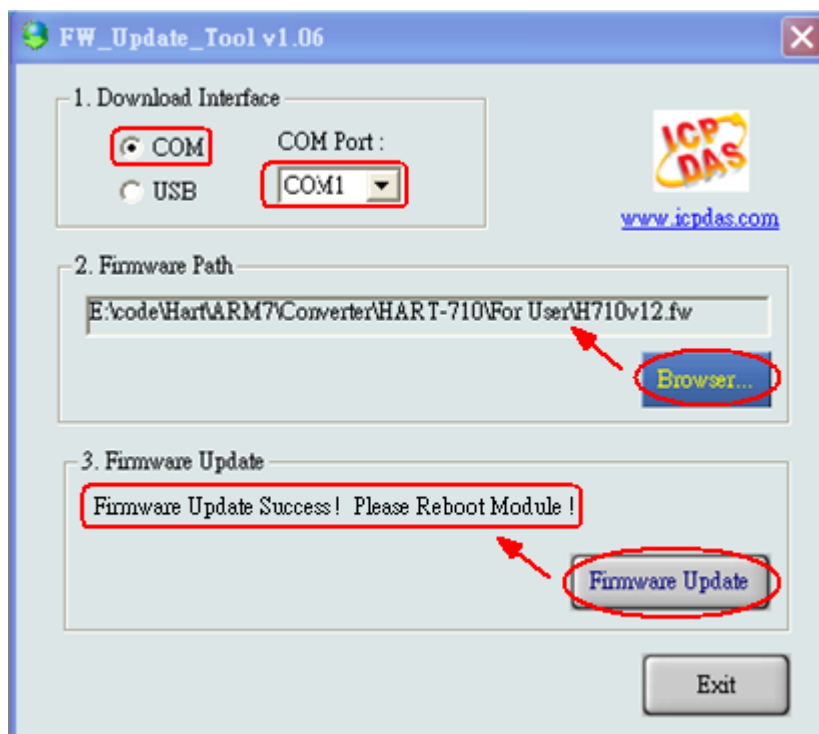 FW_Update_Tool v1.06
1. Download Interface
COM
COM Port :
USB
COM1
ICP
DAS
www.icpdas.com
2. Firmware Path
E:\code\Hart\ARM7\Converter\HART-710\For User\H710v12.fw
Browser...
3. Firmware Update
Firmware Update Success! Please Reboot Module !
Firmware Update
Exit